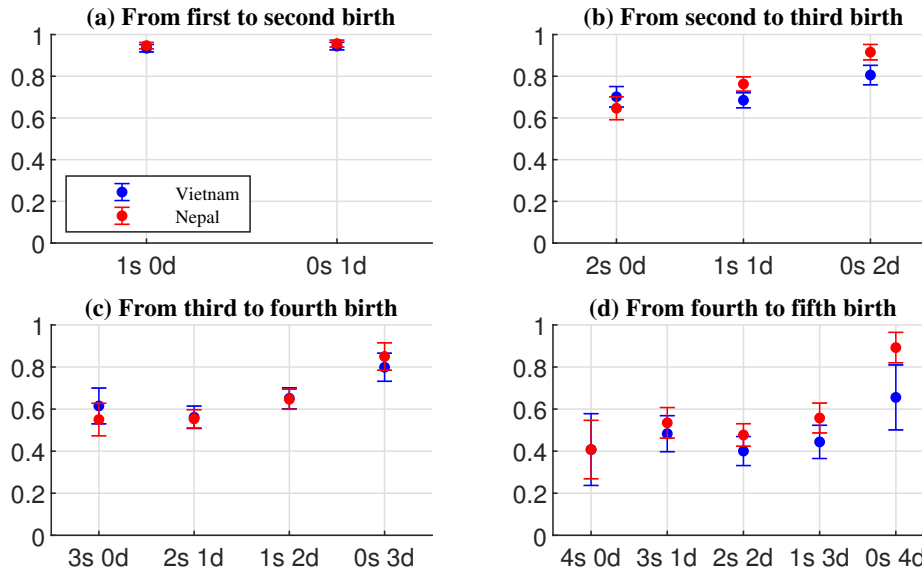 (a) From first to second birth
1
0.8
0.6
0.4
0.2
0
Vietnam
Nepal
1s 0d 0s 1d
(b) From second to third birth
1
0.8
0.6
0.4
0.2
0
2s 0d 1s 1d 0s 2d
(c) From third to fourth birth
1
0.8
0.6
0.4
0.2
0
3s 0d 2s 1d 1s 2d 0s 3d
(d) From fourth to fifth birth
1
0.8
0.6
0.4
0.2
0
4s 0d 3s 1d 2s 2d 1s 3d 0s 4d